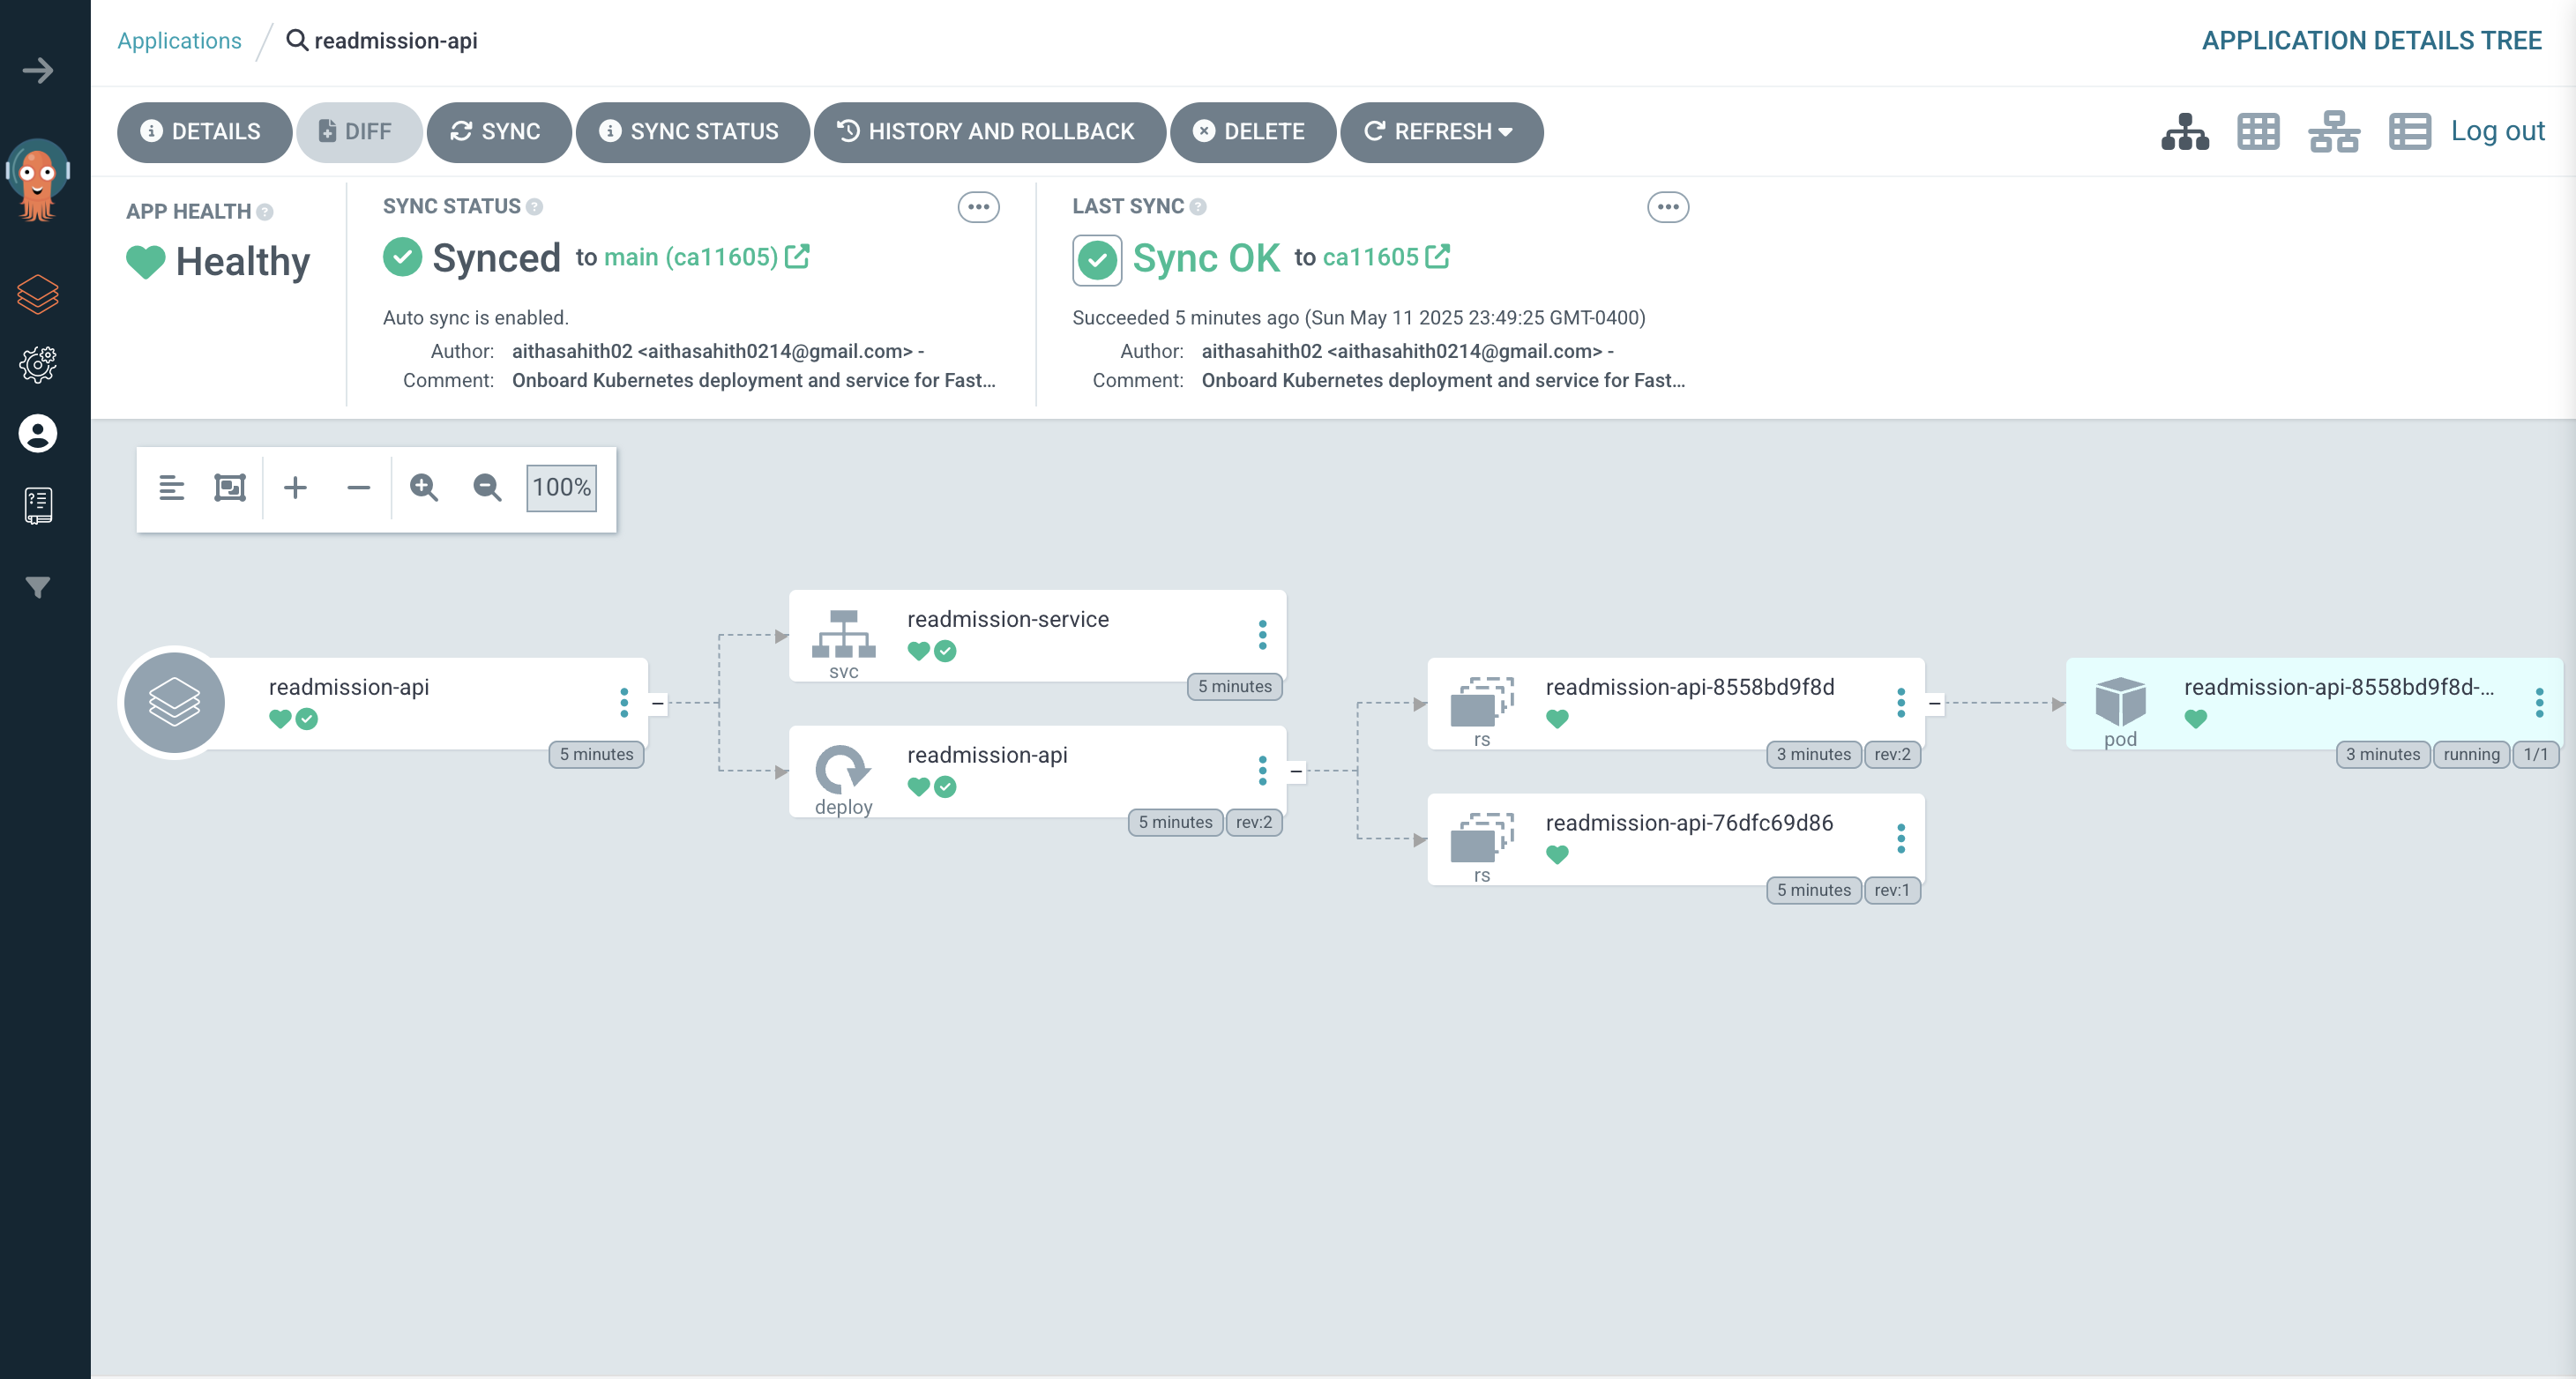 Applications / readmission-api
APPLICATION DETAILS TREE
DETAILS DIFF SYNC SYNC STATUS HISTORY AND ROLLBACK DELETE REFRESH
Log out
APP HEALTH
Healthy
SYNC STATUS
Synced to main (ca11605)
Auto sync is enabled.
Author: aithasahith02 <aithasahith0214@gmail.com> -
Comment: Onboard Kubernetes deployment and service for Fast...
LAST SYNC
Sync OK to ca11605
Succeeded 5 minutes ago (Sun May 11 2025 23:49:25 GMT-0400)
Author: aithasahith02 <aithasahith0214@gmail.com> -
Comment: Onboard Kubernetes deployment and service for Fast...
100%
readmission-api
5 minutes
readmission-service
svc
5 minutes
readmission-api
deploy
5 minutes rev:2
readmission-api-8558bd9f8d
rs
3 minutes rev:2
readmission-api-76dfc69d86
rs
5 minutes rev:1
readmission-api-8558bd9f8d-...
pod
3 minutes running 1/1